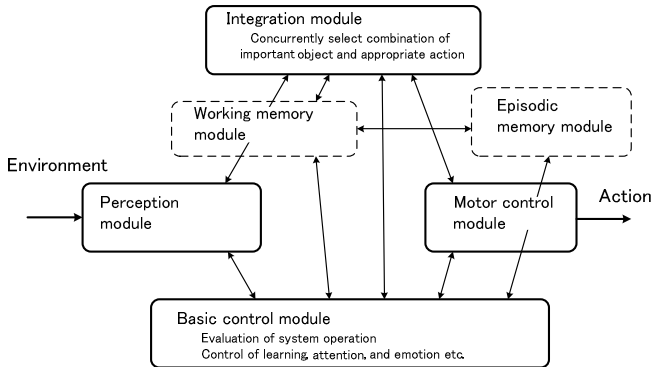 Integration module
Concurrently select combination of
important object and appropriate action
Working memory
module
Episodic
memory module
Environment
Perception
module
Motor control
module
Action
Basic control module
Evaluation of system operation
Control of learning, attention, and emotion etc.